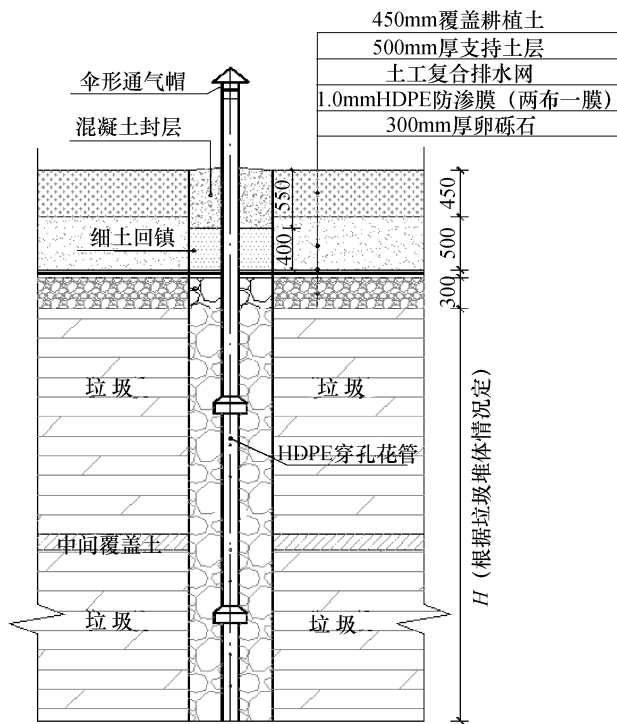 450mm覆盖耕植土
500mm厚支持土层
土工复合排水网
1.0mmHDPE防渗膜（两布一膜）
300mm厚卵砾石
伞形通气帽
混凝土封层
细土回镇
550
400
450
500
300
垃圾
垃圾
HDPE穿孔花管
中间覆盖土
垃圾
垃圾
H（根据垃圾堆体情况定）